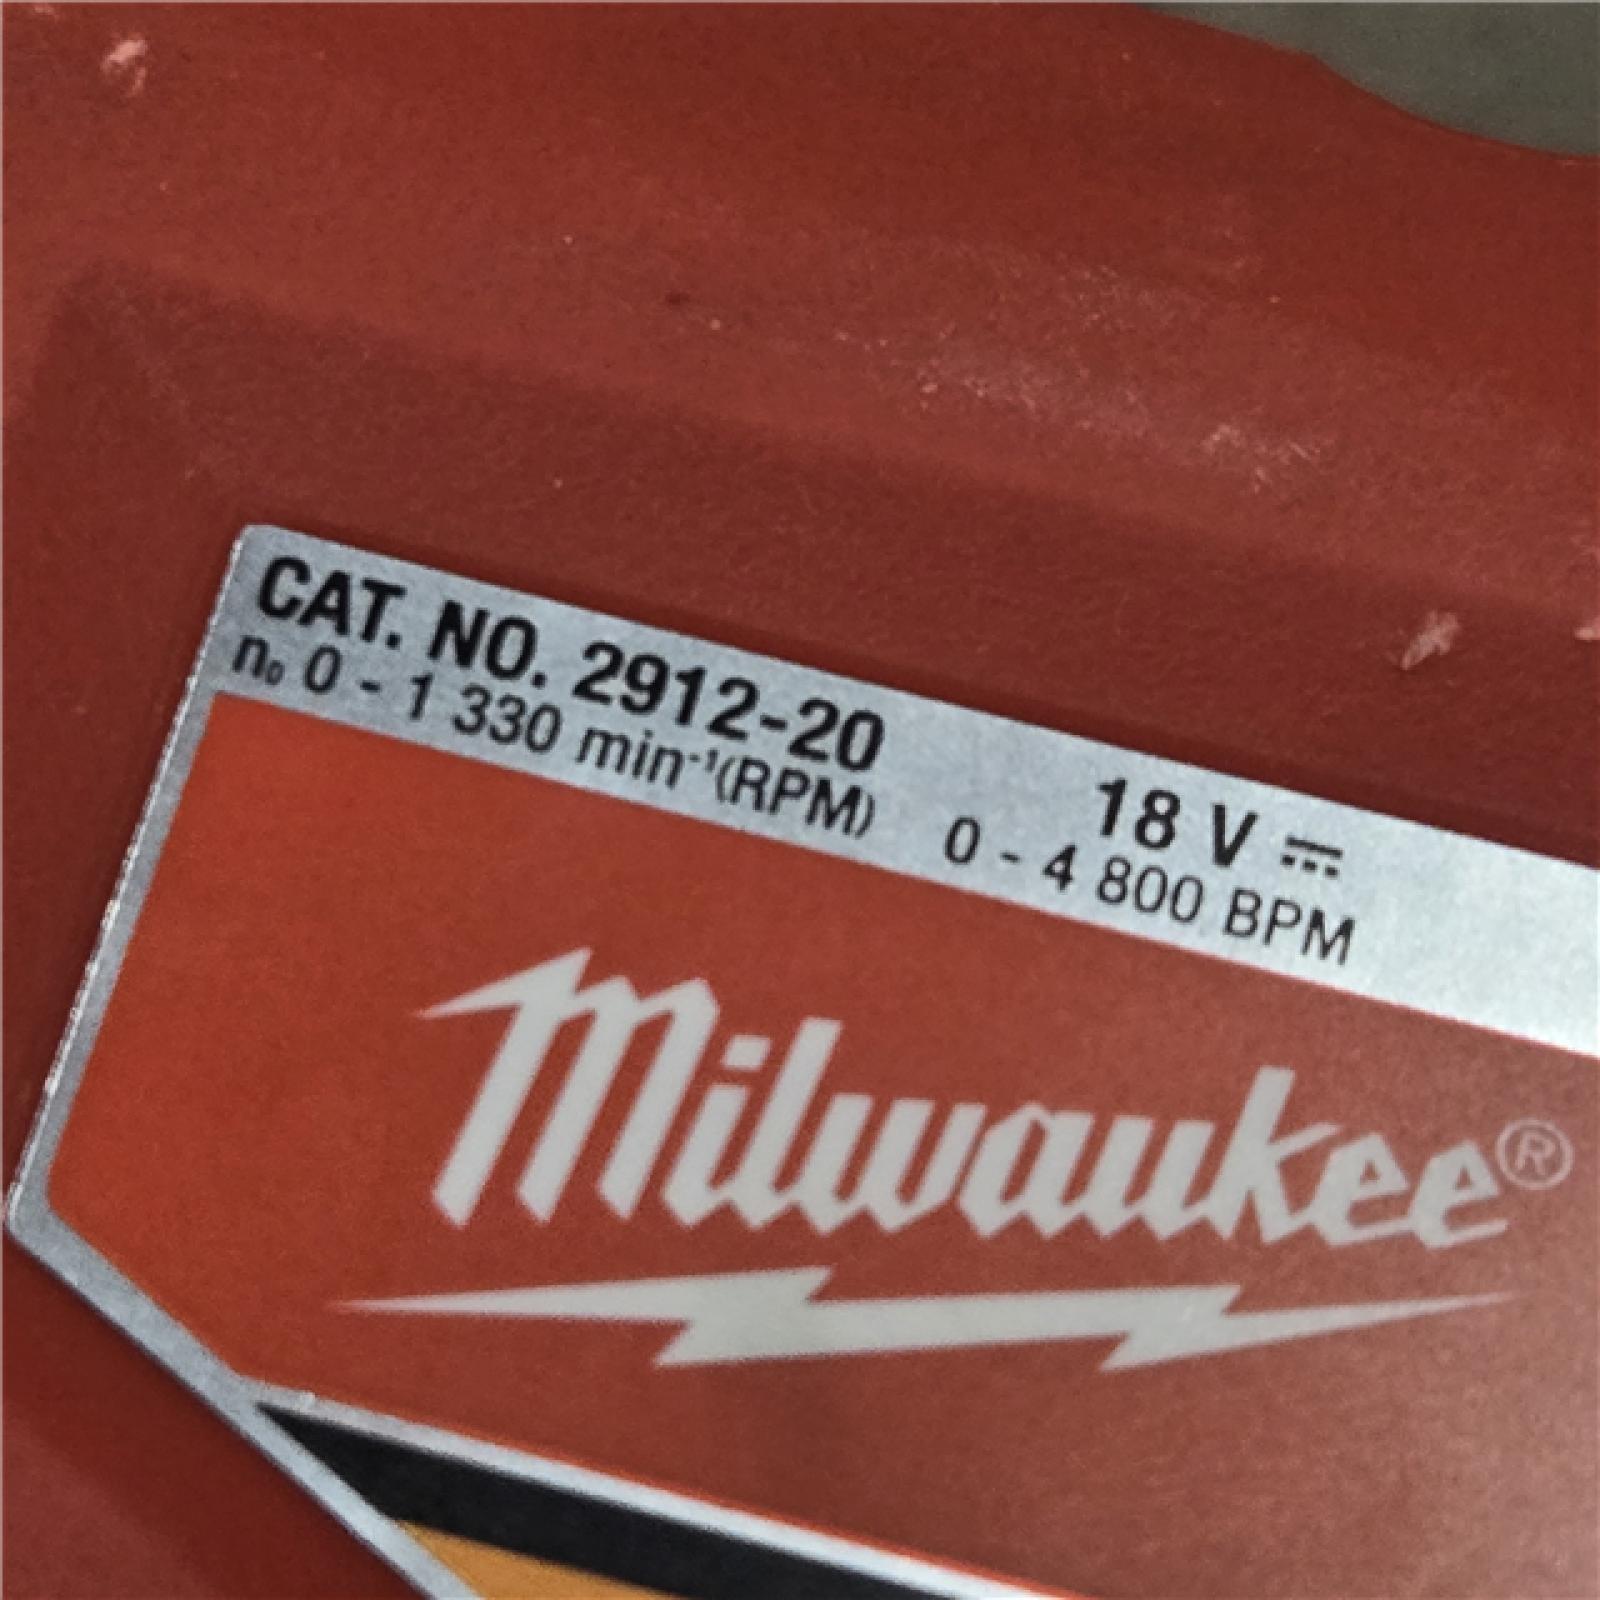 CAT. NO. 2912-20 18 V ⎓
n₀ 0 - 1 330 min⁻¹(RPM) 0 - 4 800 BPM
Milwaukee®